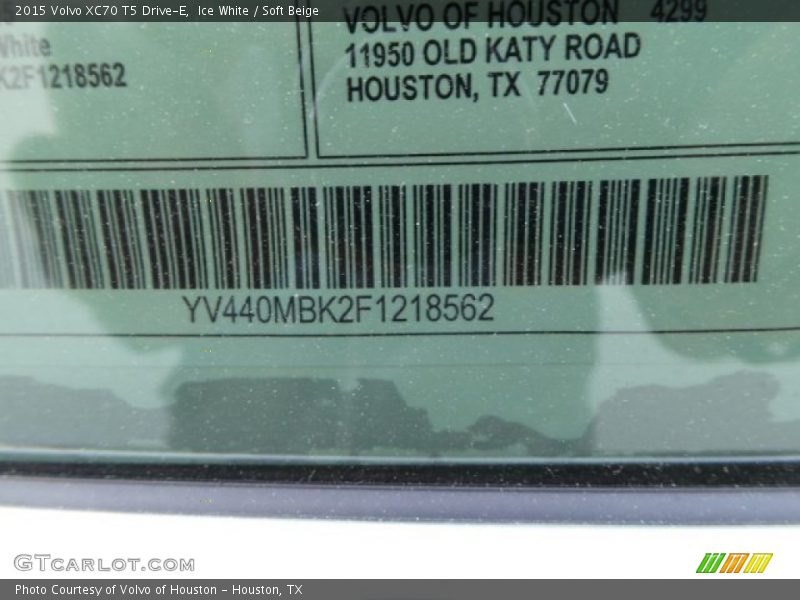 2015 Volvo XC70 T5 Drive-E,  Ice White / Soft Beige
VOLVO OF HOUSTON 4299
White
11950 OLD KATY ROAD
K2F1218562
HOUSTON, TX 77079
YV440MBK2F1218562
GTCARLOT.COM
Photo Courtesy of Volvo of Houston - Houston, TX